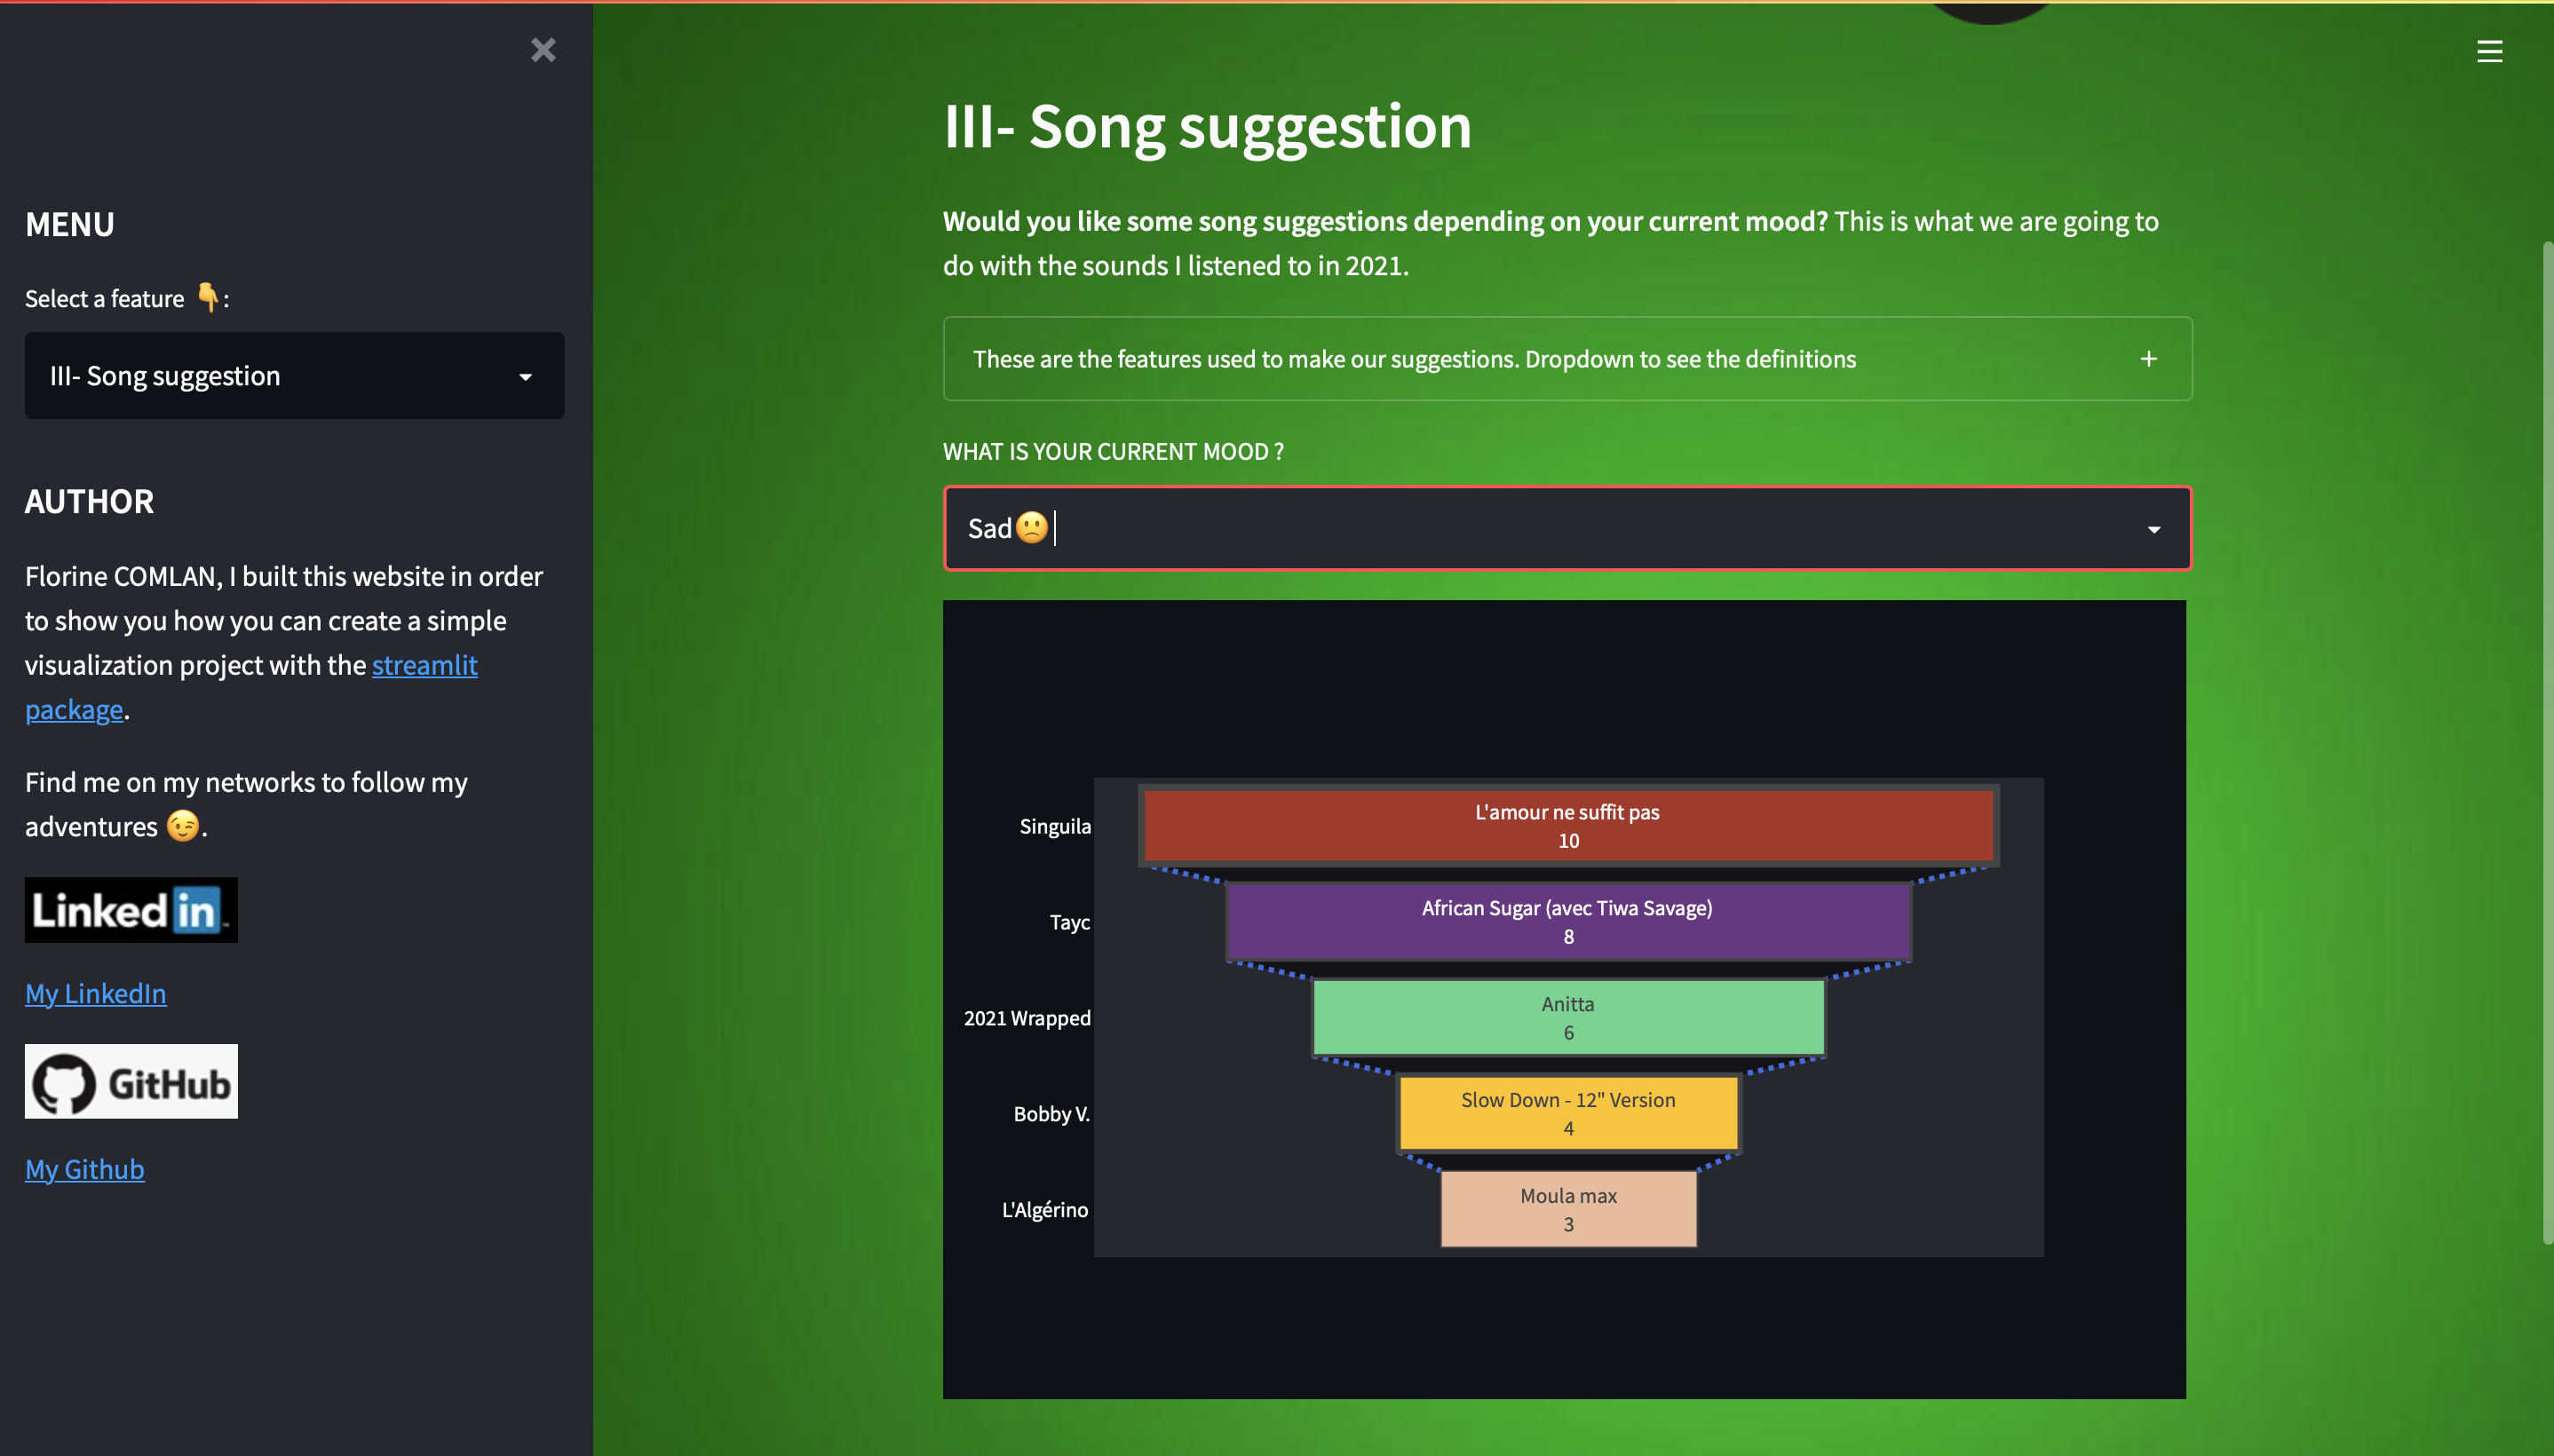 MENU
Select a feature 👇:
III- Song suggestion
AUTHOR
Florine COMLAN, I built this website in order
to show you how you can create a simple
visualization project with the streamlit
package.
Find me on my networks to follow my
adventures 😉.
Linked in
My LinkedIn
GitHub
My Github
III- Song suggestion
Would you like some song suggestions depending on your current mood? This is what we are going to
do with the sounds I listened to in 2021.
These are the features used to make our suggestions. Dropdown to see the definitions
WHAT IS YOUR CURRENT MOOD ?
Sad🙁
Singuila
L'amour ne suffit pas
10
Tayc
African Sugar (avec Tiwa Savage)
8
2021 Wrapped
Anitta
6
Bobby V.
Slow Down - 12" Version
4
L'Algérino
Moula max
3